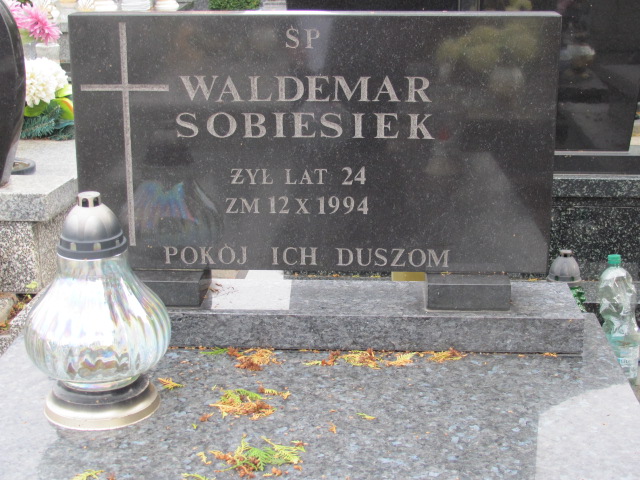 ŚP
WALDEMAR
SOBIESIEK
ŻYŁ LAT 24
ZM 12 X 1994
POKÓJ ICH DUSZOM